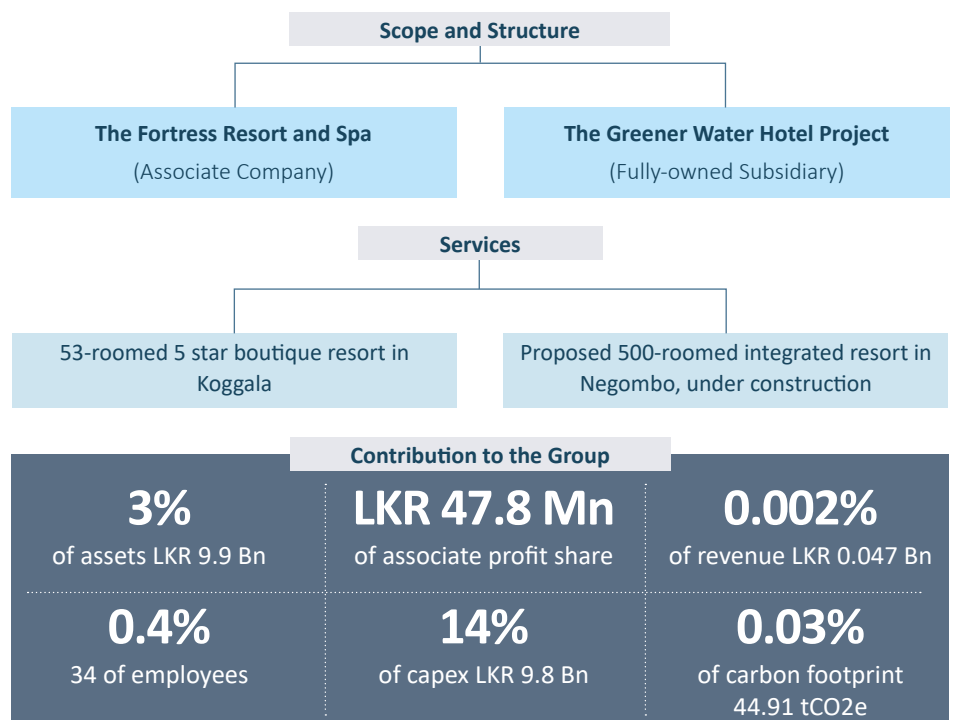 Scope and Structure
The Fortress Resort and Spa
(Associate Company)
The Greener Water Hotel Project
(Fully-owned Subsidiary)
Services
53-roomed 5 star boutique resort in
Koggala
Proposed 500-roomed integrated resort in
Negombo, under construction
Contribution to the Group
3%
of assets LKR 9.9 Bn
LKR 47.8 Mn
of associate profit share
0.002%
of revenue LKR 0.047 Bn
0.4%
34 of employees
14%
of capex LKR 9.8 Bn
0.03%
of carbon footprint
44.91 tCO2e